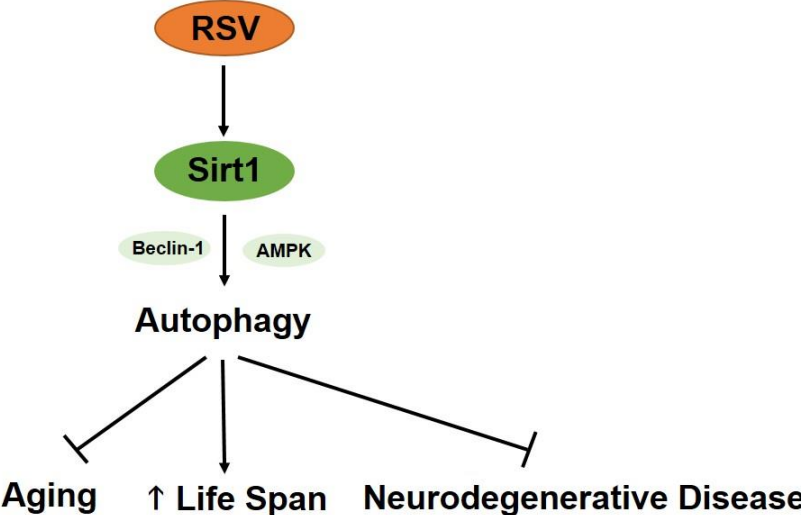 RSV
Sirt1
Beclin-1 AMPK
Autophagy
Aging ↑ Life Span Neurodegenerative Disease